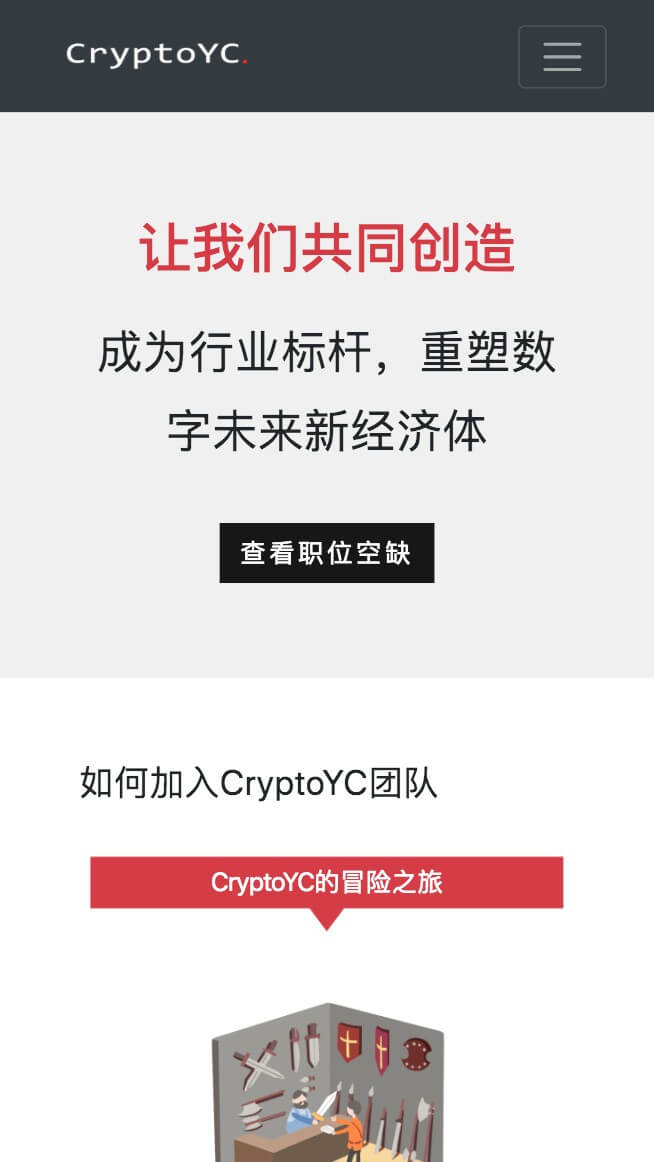 CryptoYC.
让我们共同创造
成为行业标杆，重塑数
字未来新经济体
查看职位空缺
如何加入CryptoYC团队
CryptoYC的冒险之旅